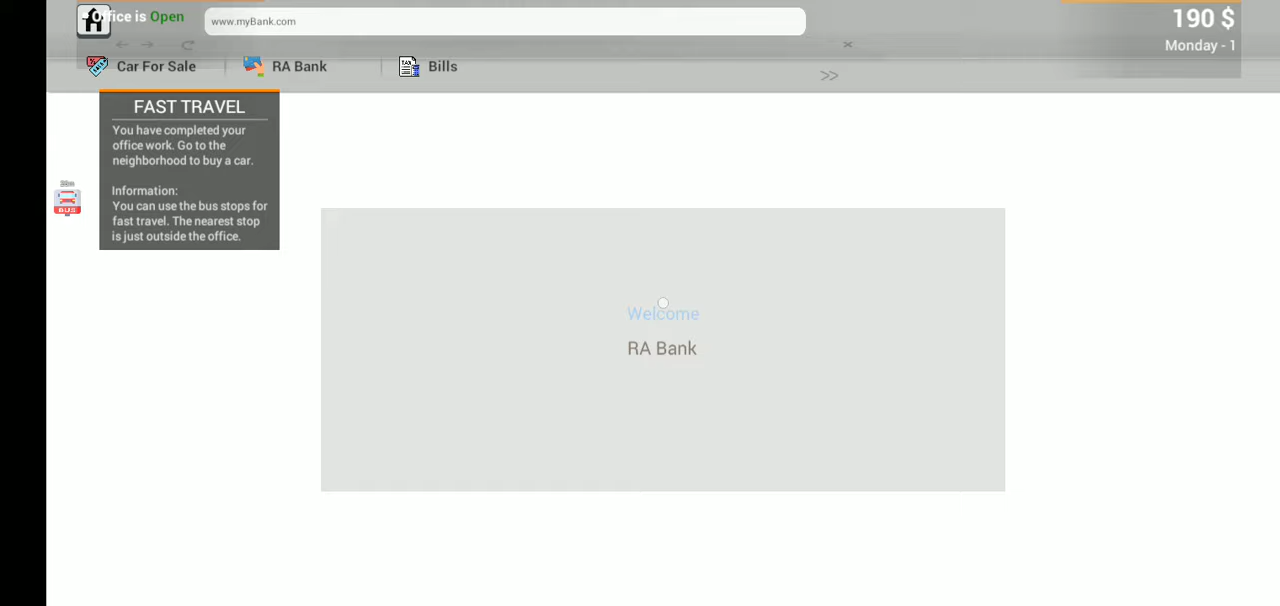 Office is Open
www.myBank.com
190 $
Monday - 1
Car For Sale
RA Bank
Bills
>>
FAST TRAVEL
You have completed your
office work. Go to the
neighborhood to buy a car.
Information:
You can use the bus stops for
fast travel. The nearest stop
is just outside the office.
BUS
Welcome
RA Bank